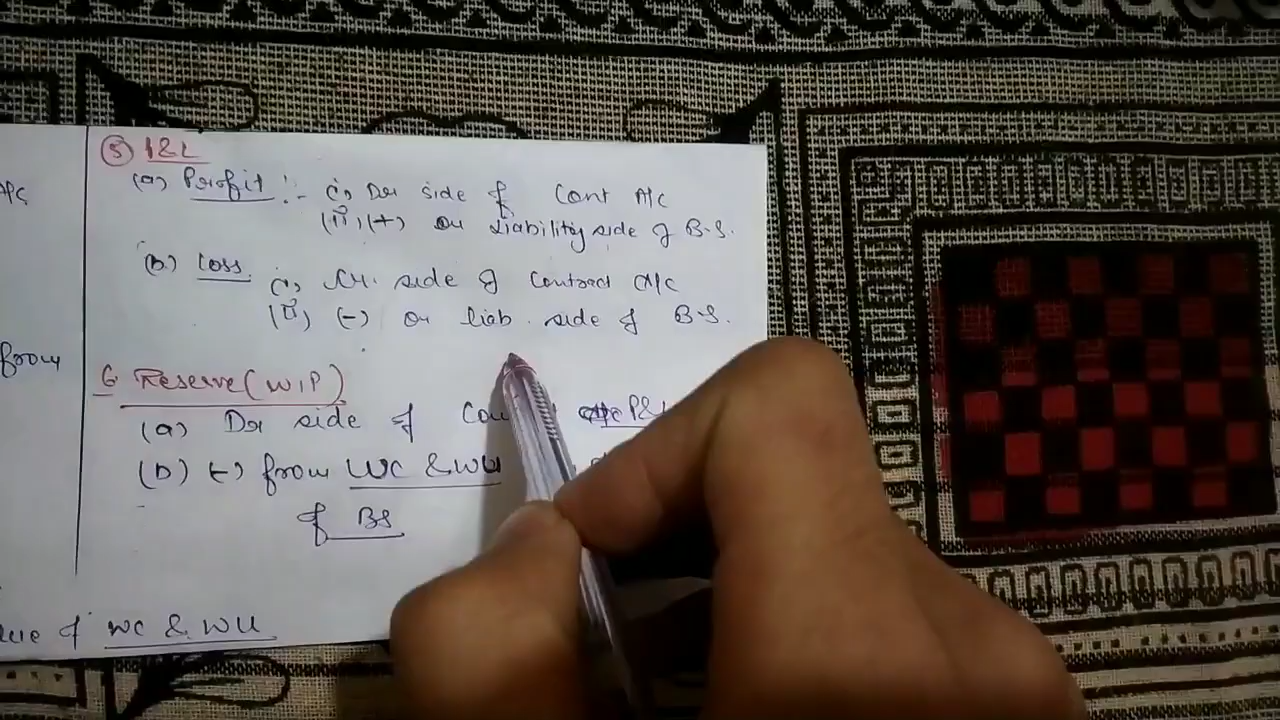 A/c
from
ue of WC & WU
(5) P&L
(a) Profit :- (i) Dr side of Cont A/c
(ii) (+) on Liability side of B.S.
(b) Loss (i) Cr. side of Contract A/c
(ii) (-) on liab. side of B.S.
6 Reserve (WIP)
(a) Dr side of Con P&L
(b) (-) from WC & WU
of BS